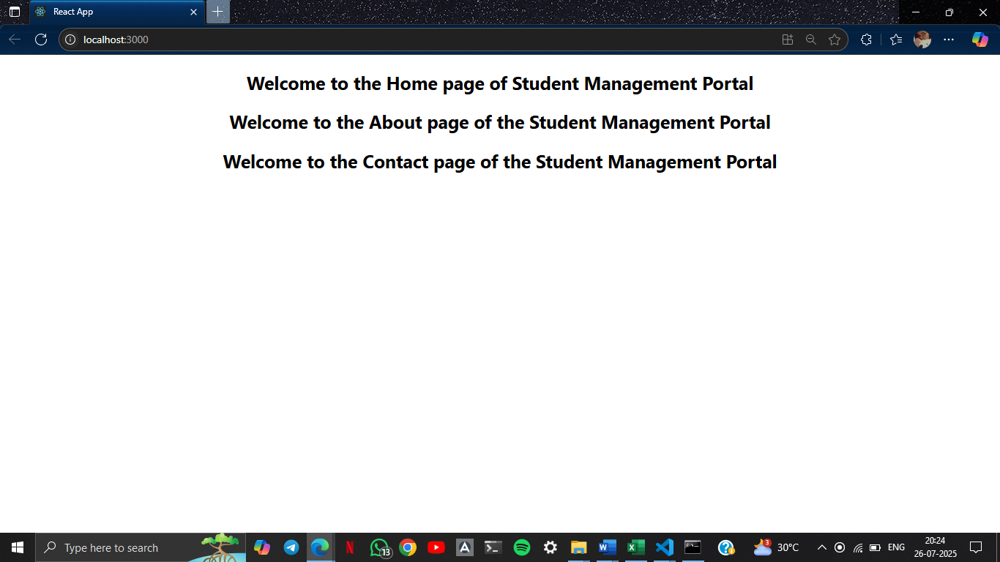 React App
localhost:3000
Welcome to the Home page of Student Management Portal
Welcome to the About page of the Student Management Portal
Welcome to the Contact page of the Student Management Portal
Type here to search
13
3
30°C
ENG
20:24
26-07-2025